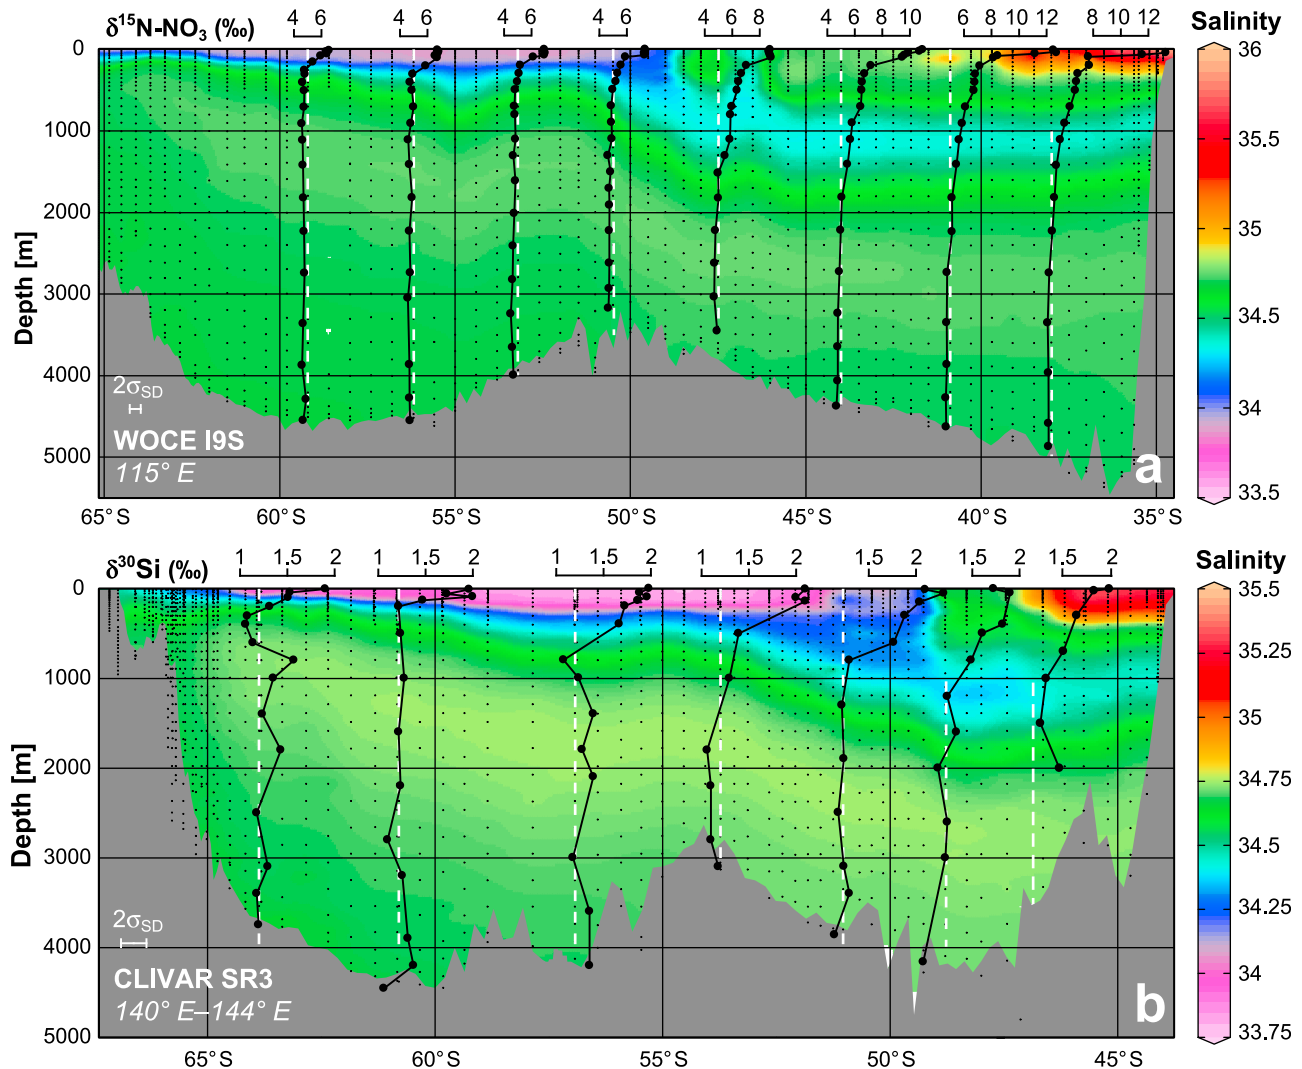 δ¹⁵N-NO₃ (‰)
4 6 4 6 4 6 4 6 4 6 8 4 6 8 10 6 8 10 12 8 10 12
Salinity
0
1000
2000
3000
4000
5000
Depth [m]
2σSD
WOCE I9S
115° E
a
65°S 60°S 55°S 50°S 45°S 40°S 35°S
36
35.5
35
34.5
34
33.5
δ³⁰Si (‰)
1 1.5 2 1 1.5 2 1 1.5 2 1 1.5 2 1.5 2 1.5 2 1.5 2
Salinity
0
1000
2000
3000
4000
5000
Depth [m]
2σSD
CLIVAR SR3
140° E–144° E
b
65°S 60°S 55°S 50°S 45°S
35.5
35.25
35
34.75
34.5
34.25
34
33.75